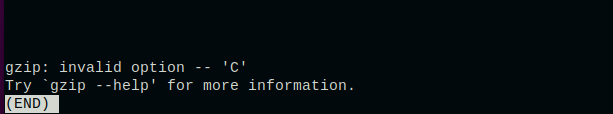 gzip: invalid option -- 'C'
Try `gzip --help' for more information.
(END)